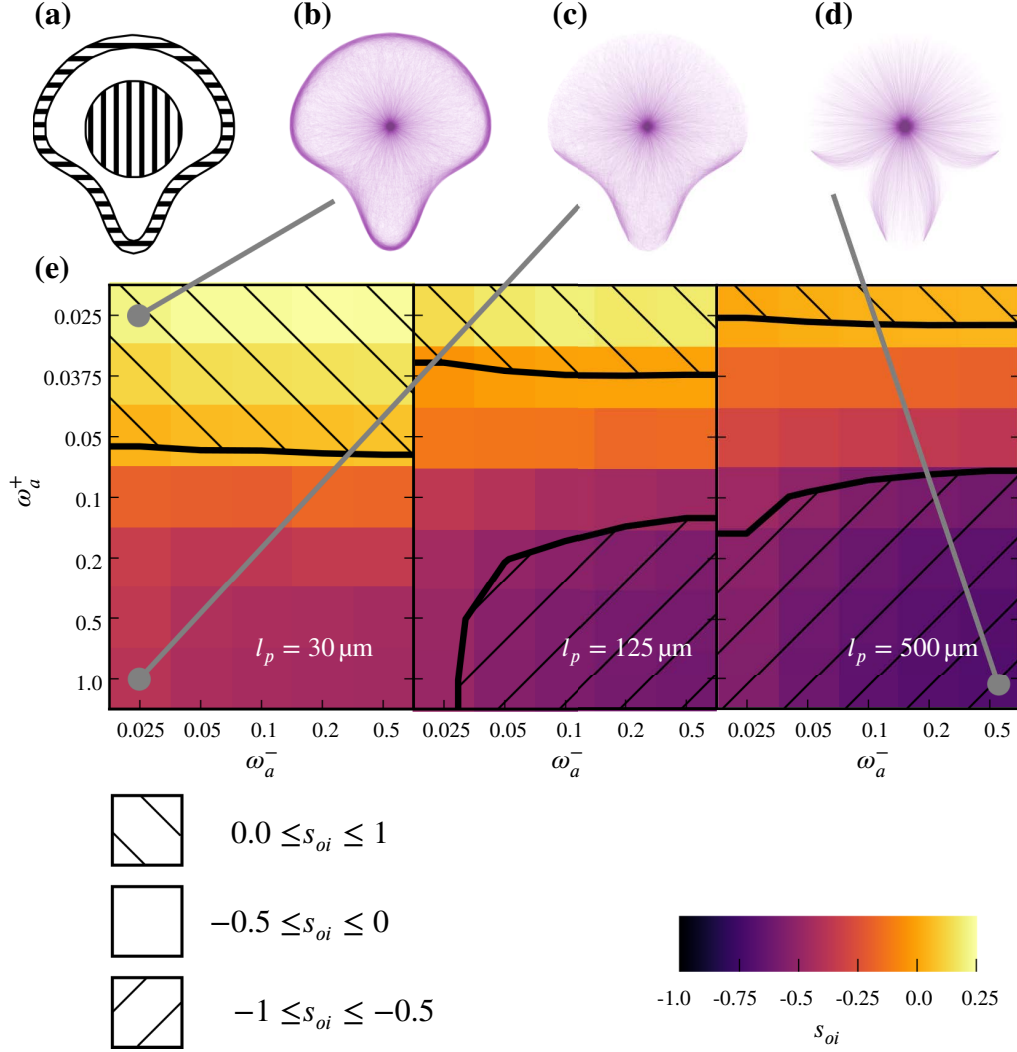 (a) (b) (c) (d)
(e)
0.025
0.0375
0.05
0.1
0.2
0.5
1.0
ω_a^+
l_p = 30 μm l_p = 125 μm l_p = 500 μm
0.025 0.05 0.1 0.2 0.5 0.025 0.05 0.1 0.2 0.5 0.025 0.05 0.1 0.2 0.5
ω_a^- ω_a^- ω_a^-
0.0 ≤ s_oi ≤ 1
−0.5 ≤ s_oi ≤ 0
−1 ≤ s_oi ≤ −0.5
-1.0 -0.75 -0.5 -0.25 0.0 0.25
s_oi